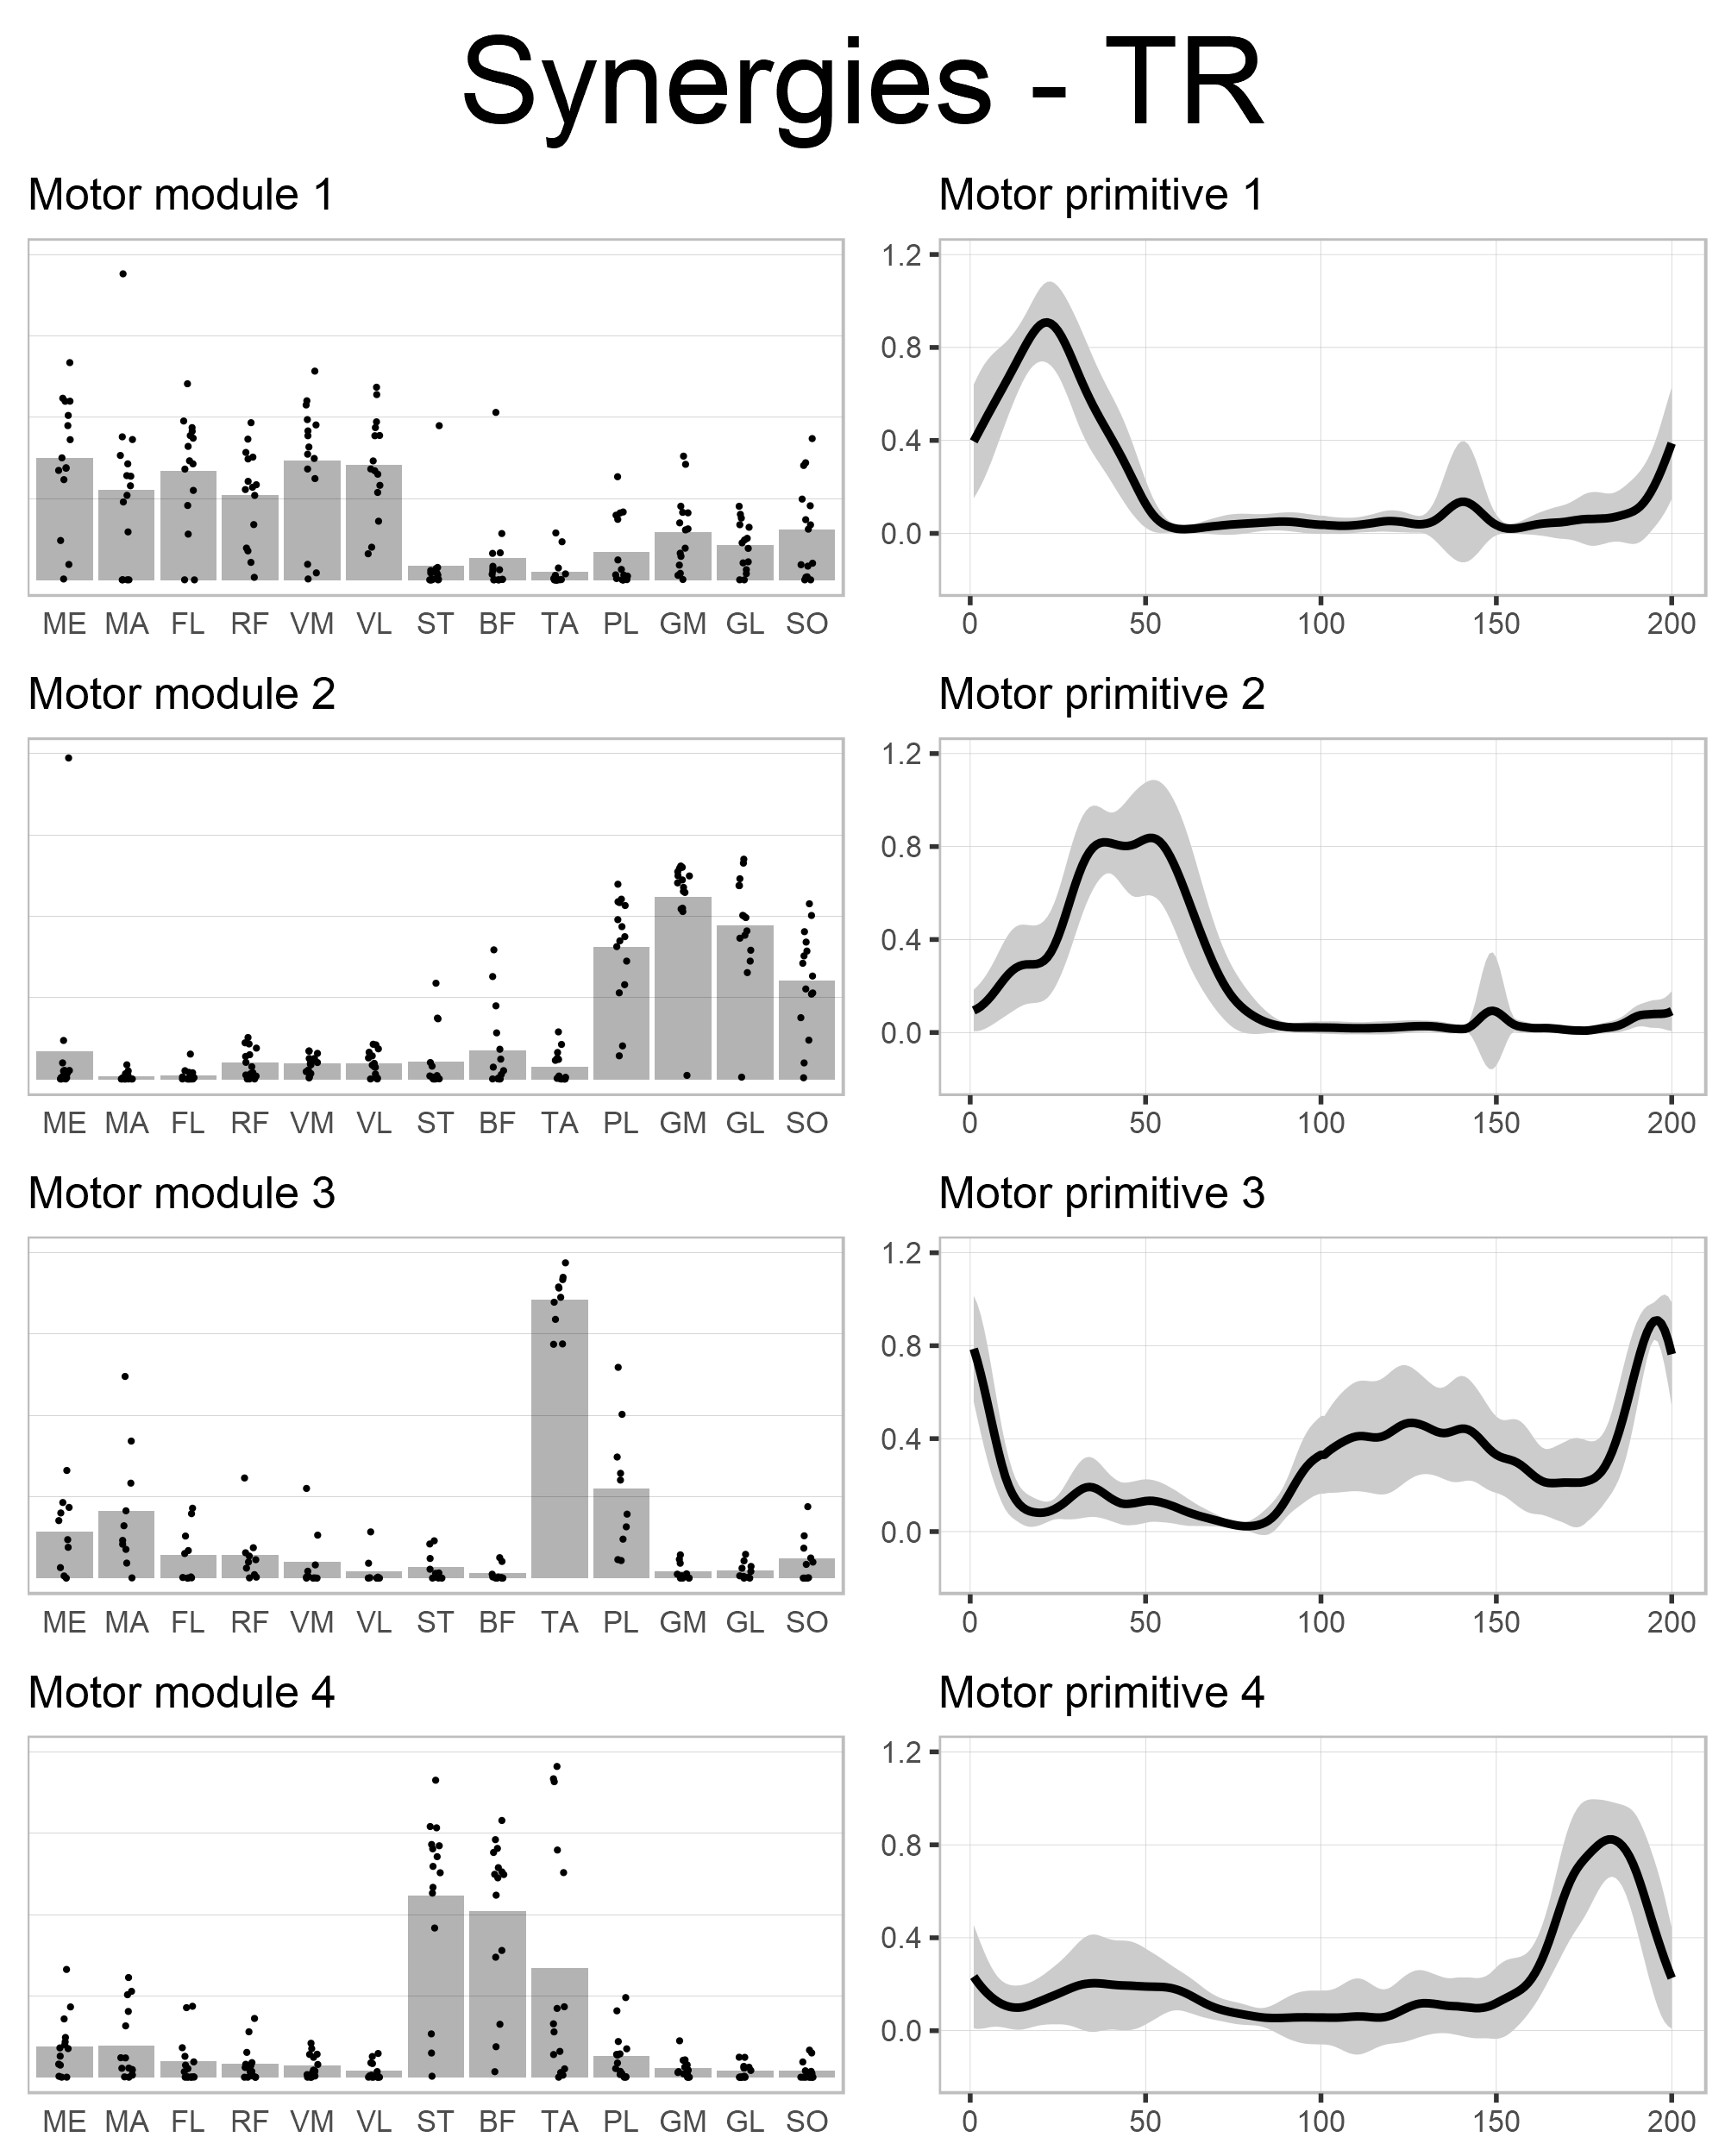 Synergies - TR
Motor module 1
ME MA FL RF VM VL ST BF TA PL GM GL SO
Motor primitive 1
1.2
0.8
0.4
0.0
0 50 100 150 200
Motor module 2
ME MA FL RF VM VL ST BF TA PL GM GL SO
Motor primitive 2
1.2
0.8
0.4
0.0
0 50 100 150 200
Motor module 3
ME MA FL RF VM VL ST BF TA PL GM GL SO
Motor primitive 3
1.2
0.8
0.4
0.0
0 50 100 150 200
Motor module 4
ME MA FL RF VM VL ST BF TA PL GM GL SO
Motor primitive 4
1.2
0.8
0.4
0.0
0 50 100 150 200